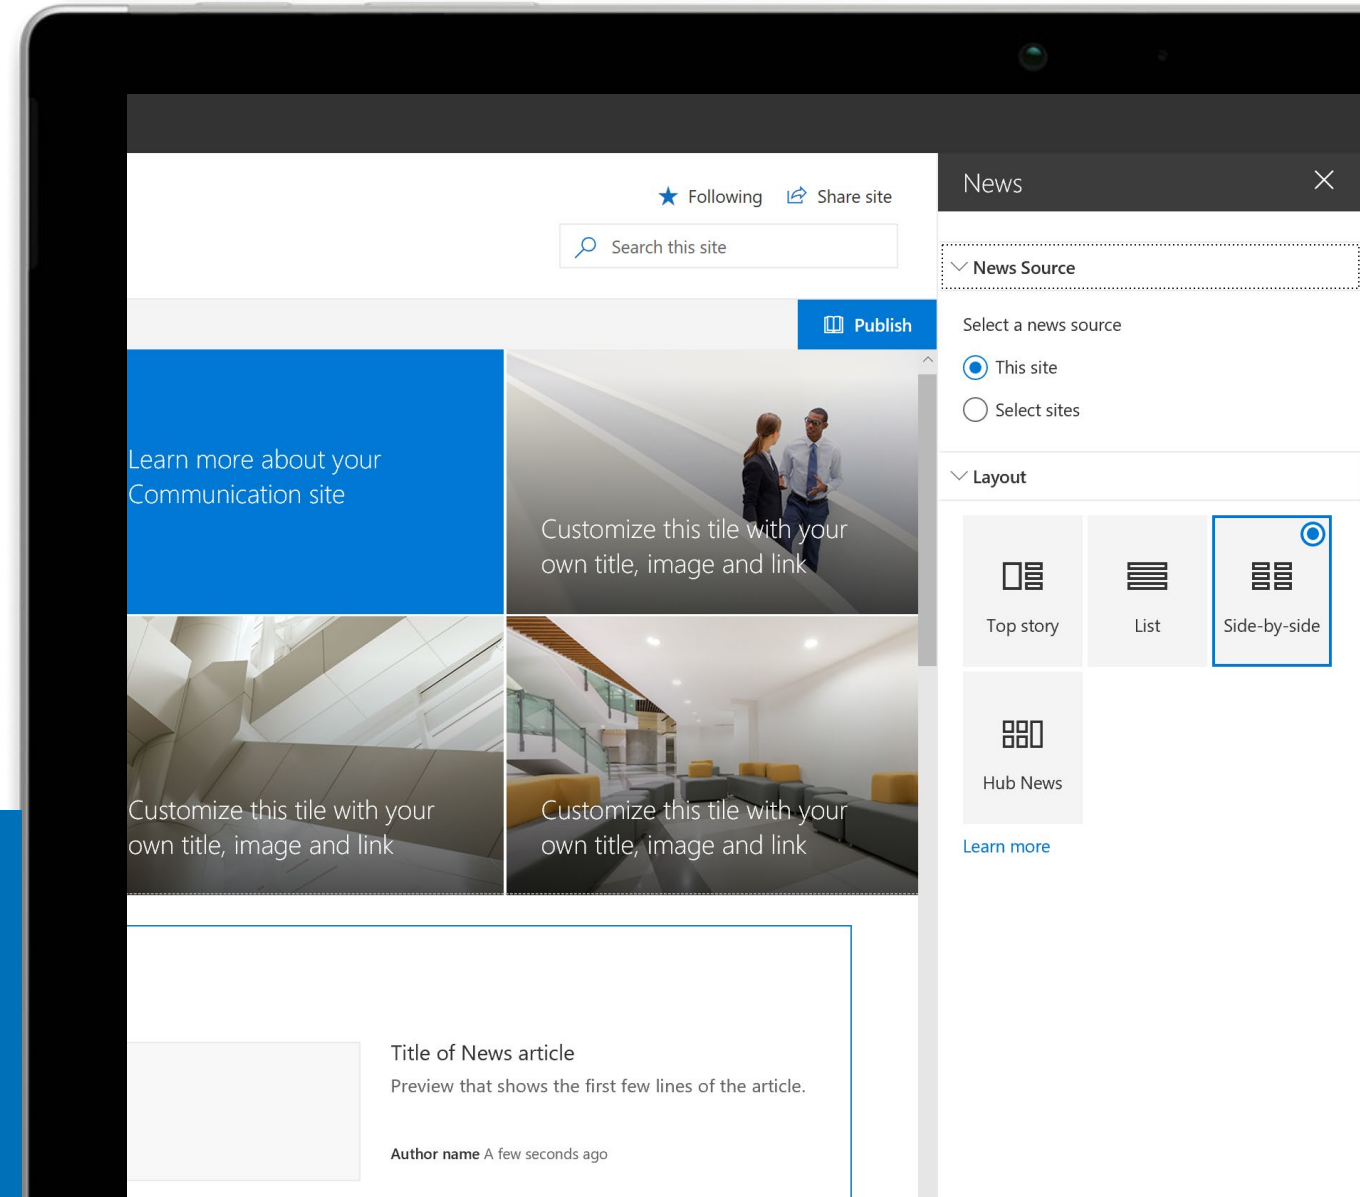 Following
Share site
Search this site
Publish
Learn more about your
Communication site
Customize this tile with your
own title, image and link
Customize this tile with your
own title, image and link
Customize this tile with your
own title, image and link
Title of News article
Preview that shows the first few lines of the article.
Author name A few seconds ago
News
News Source
Select a news source
This site
Select sites
Layout
Top story
List
Side-by-side
Hub News
Learn more